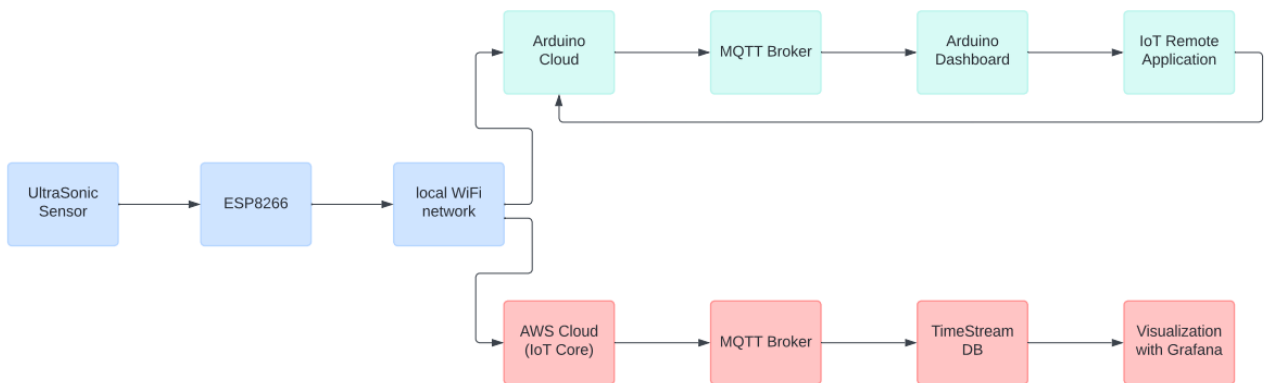 Arduino
Cloud
MQTT Broker
Arduino
Dashboard
IoT Remote
Application
UltraSonic
Sensor
ESP8266
local WiFi
network
AWS Cloud
(IoT Core)
MQTT Broker
TimeStream
DB
Visualization
with Grafana